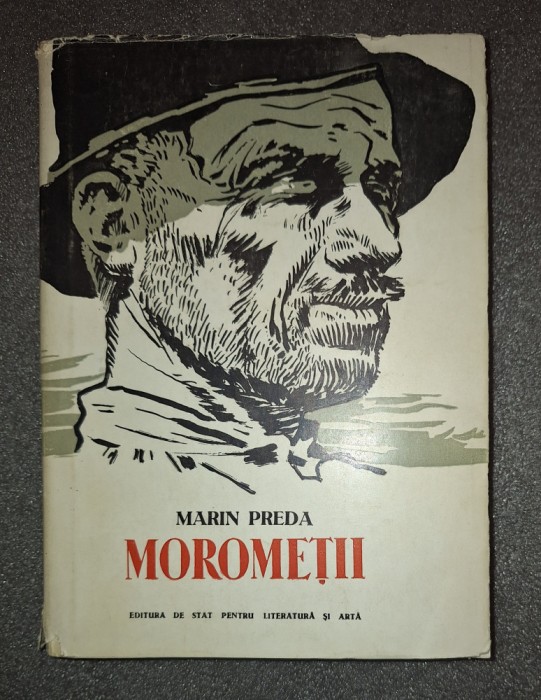 MARIN PREDA
MOROMEȚII
EDITURA DE STAT PENTRU LITERATURĂ ȘI ARTĂ